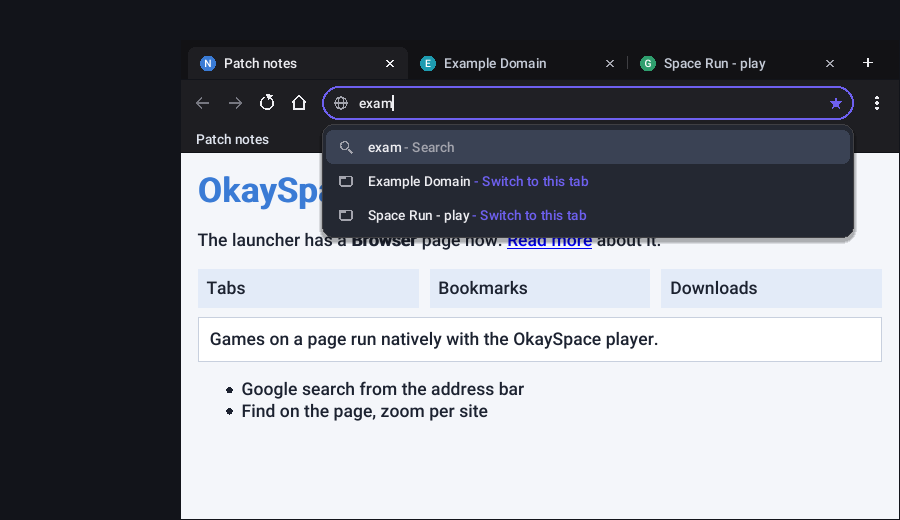 N Patch notes
E Example Domain
G Space Run - play
exam
Patch notes
exam - Search
Example Domain - Switch to this tab
Space Run - play - Switch to this tab
OkaySp
The launcher has a Browser page now. Read more about it.
Tabs
Bookmarks
Downloads
Games on a page run natively with the OkaySpace player.
Google search from the address bar
Find on the page, zoom per site